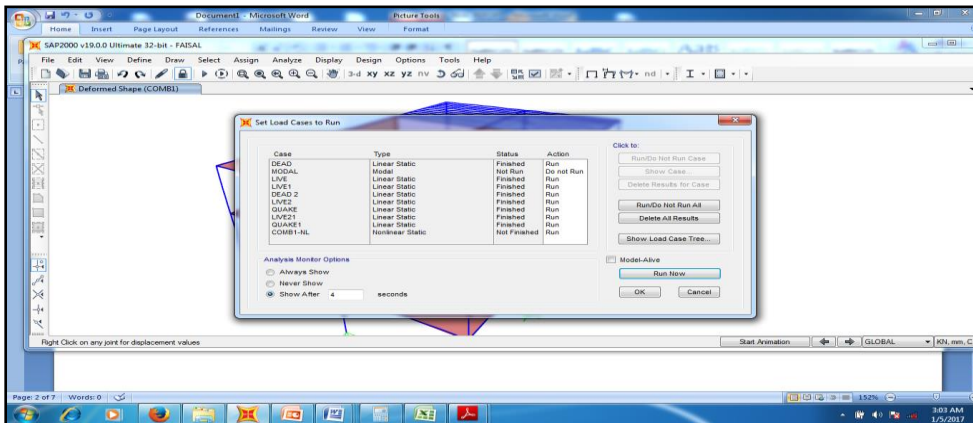 Document1 - Microsoft Word Picture Tools
Home Insert Page Layout References Mailings Review View Format
SAP2000 v19.0.0 Ultimate 32-bit - FAISAL
File Edit View Define Draw Select Assign Analyze Display Design Options Tools Help
3-d xy xz yz nv nd
Deformed Shape (COMB1)
Set Load Cases to Run
Click to:
Case Type Status Action
Run/Do Not Run Case
DEAD Linear Static Finished Run
MODAL Modal Not Run Do not Run
Show Case...
LIVE Linear Static Finished Run
LIVE1 Linear Static Finished Run
Delete Results for Case
DEAD 2 Linear Static Finished Run
LIVE2 Linear Static Finished Run
Run/Do Not Run All
QUAKE Linear Static Finished Run
LIVE21 Linear Static Finished Run
Delete All Results
QUAKE1 Linear Static Finished Run
COMB1-NL Nonlinear Static Not Finished Run
Show Load Case Tree...
Analysis Monitor Options
Model-Alive
Always Show
Run Now
Never Show
Show After 4 seconds
OK Cancel
Right Click on any joint for displacement values Start Animation GLOBAL KN, mm, C
Page: 2 of 7 Words: 0 152%
3:03 AM
1/5/2017